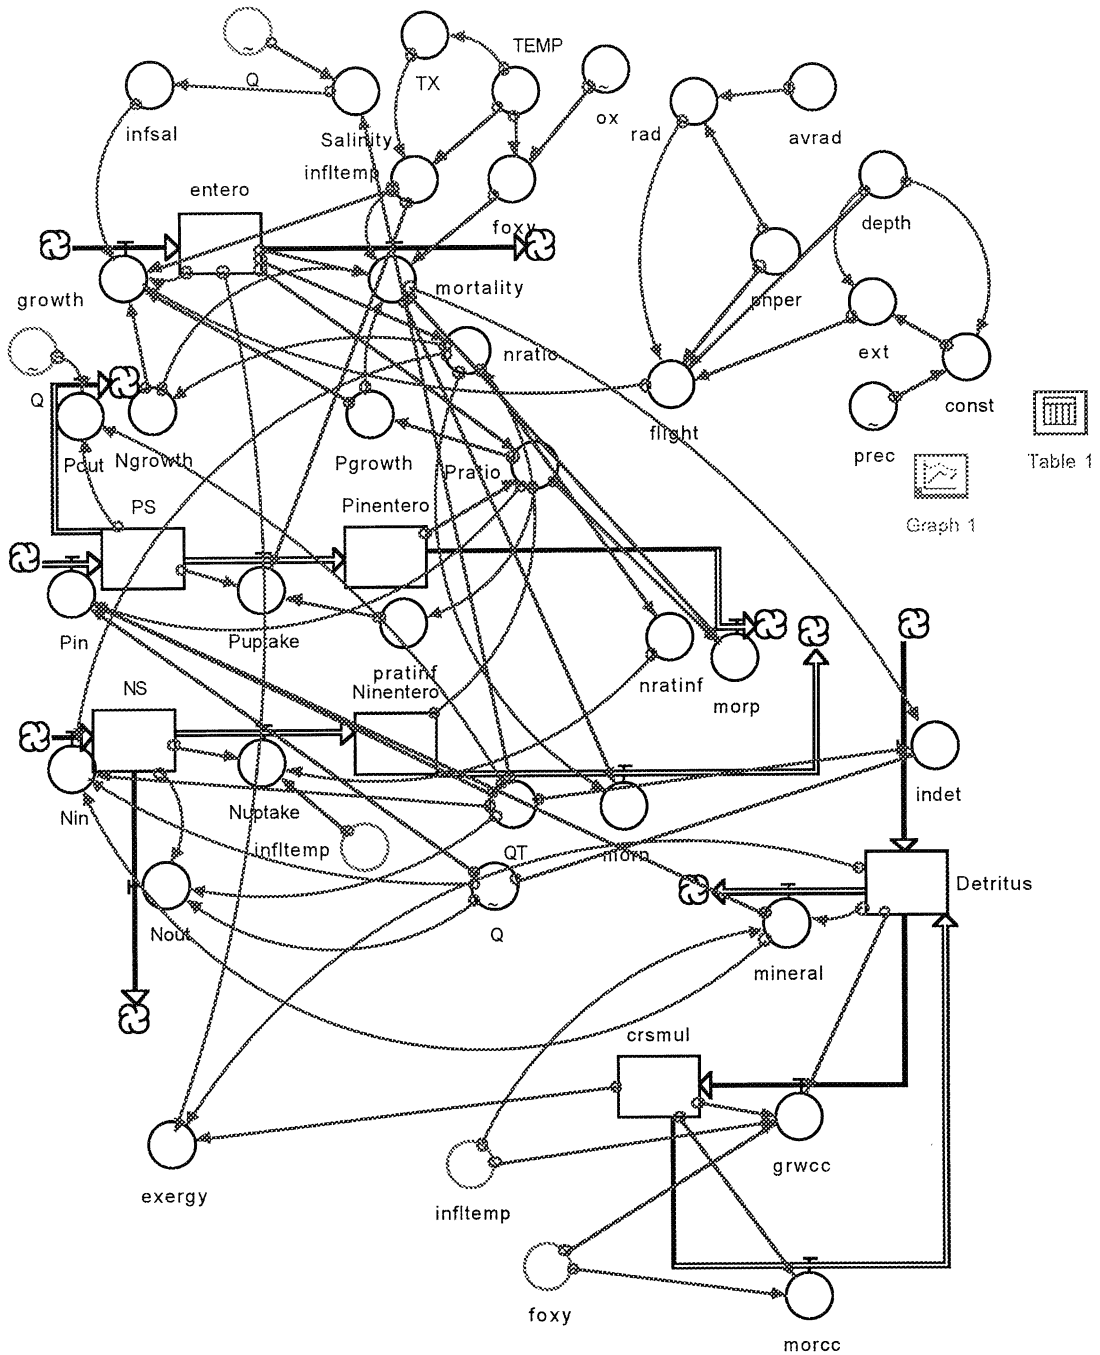 TEMP
Q
TX
ox
infsal
Salinity
rad
avrad
infltemp
entero
foxy
depth
growth
mortality
phper
nratio
ext
Q
flight
const
Pout
Ngrowth
Pgrowth
Pratio
prec
Table 1
PS
Pinentero
Graph 1
Pin
Puptake
pratinf
nratinf
NS
Ninentero
morp
Nin
Nuptake
infltemp
QT
morn
indet
Detritus
Nout
Q
mineral
crsmul
exergy
infltemp
grwcc
foxy
morcc